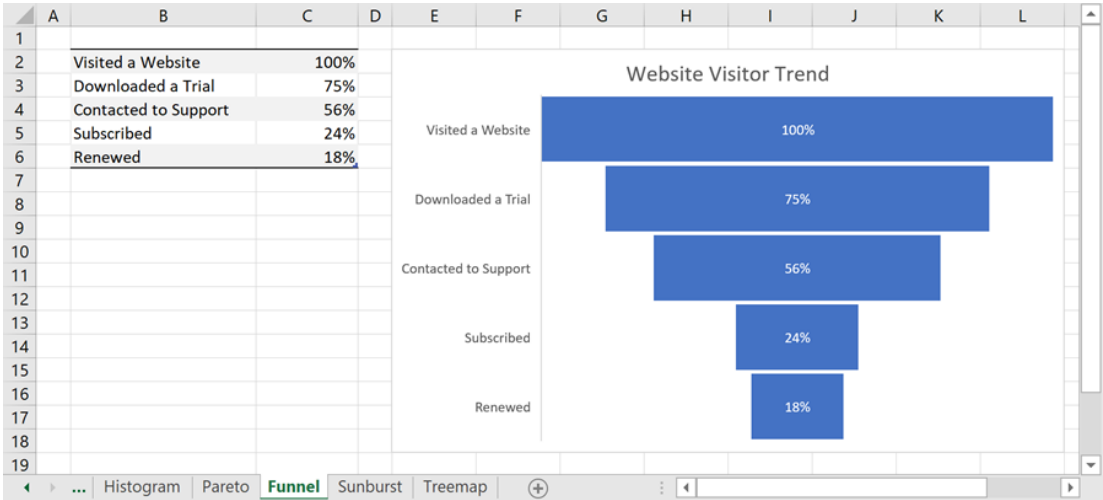 A B C D E F G H I J K L
1
2 Visited a Website 100%
3 Downloaded a Trial 75%
4 Contacted to Support 56%
5 Subscribed 24%
6 Renewed 18%
7
8
9
10
11
12
13
14
15
16
17
18
19
Website Visitor Trend
Visited a Website 100%
Downloaded a Trial 75%
Contacted to Support 56%
Subscribed 24%
Renewed 18%
... Histogram Pareto Funnel Sunburst Treemap